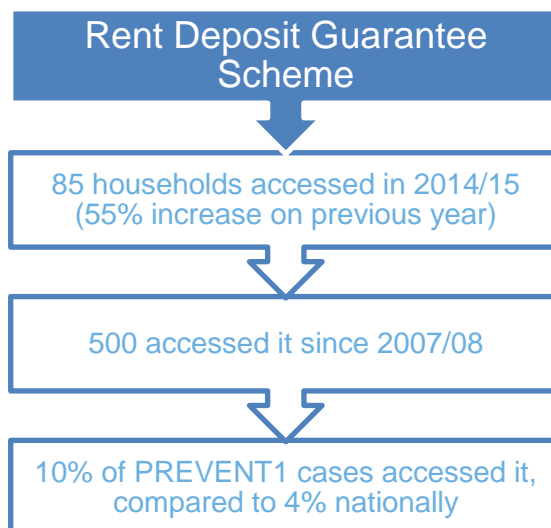 Rent Deposit Guarantee
Scheme
85 households accessed in 2014/15
(55% increase on previous year)
500 accessed it since 2007/08
10% of PREVENT1 cases accessed it,
compared to 4% nationally